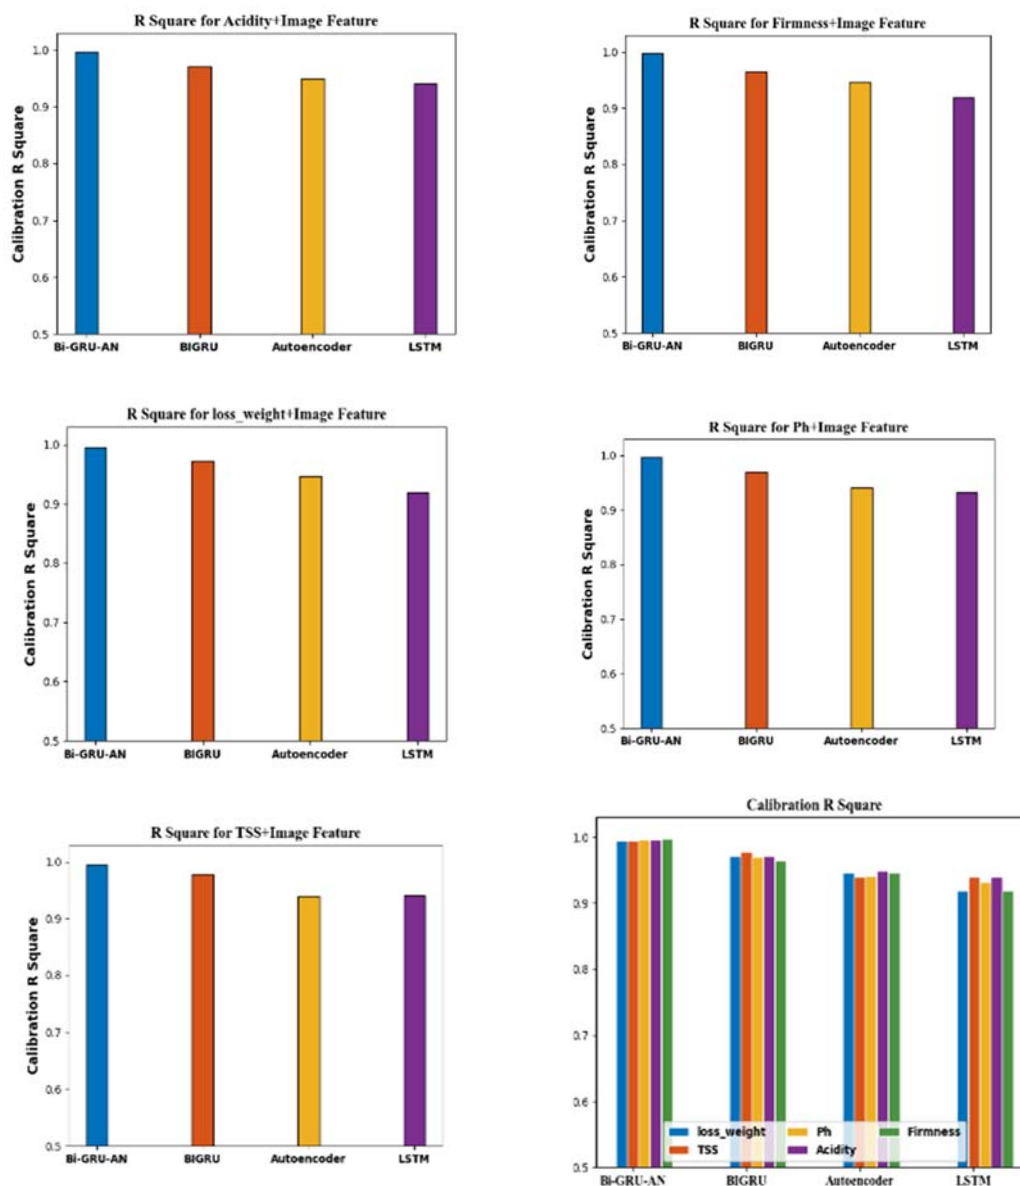 R Square for Acidity+Image Feature
Calibration R Square
1.0
0.9
0.8
0.7
0.6
0.5
Bi-GRU-AN BIGRU Autoencoder LSTM
R Square for Firmness+Image Feature
Calibration R Square
1.0
0.9
0.8
0.7
0.6
0.5
Bi-GRU-AN BIGRU Autoencoder LSTM
R Square for loss_weight+Image Feature
Calibration R Square
1.0
0.9
0.8
0.7
0.6
0.5
Bi-GRU-AN BIGRU Autoencoder LSTM
R Square for Ph+Image Feature
Calibration R Square
1.0
0.9
0.8
0.7
0.6
0.5
Bi-GRU-AN BIGRU Autoencoder LSTM
R Square for TSS+Image Feature
Calibration R Square
1.0
0.9
0.8
0.7
0.6
0.5
Bi-GRU-AN BIGRU Autoencoder LSTM
Calibration R Square
1.0
0.9
0.8
0.7
0.6
0.5
loss_weight Ph Firmness
TSS Acidity
Bi-GRU-AN BIGRU Autoencoder LSTM